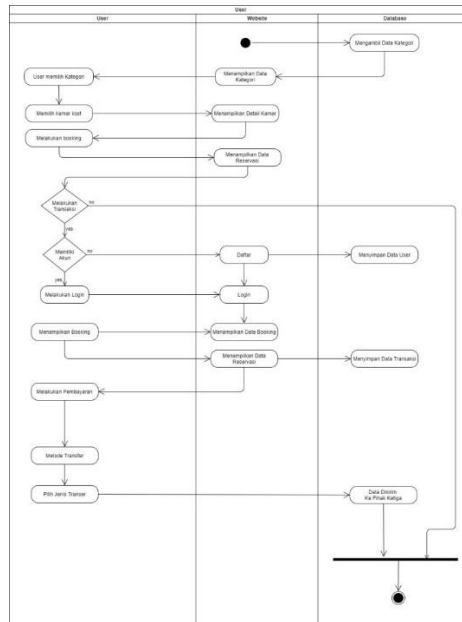 User
User
Website
Database
Mengambil Data Kategori
User memilih Kategori
Menampilkan Data
Kategori
Memilih kamar kost
Menampilkan Detail Kamar
Melakukan booking
Menampilkan Data
Reservasi
Melakukan
Transaksi
no
yes
Memiliki
Akun
no
Daftar
Menyimpan Data User
yes
Melakukan Login
Login
Menampilkan Booking
Menampilkan Data Booking
Menampilkan Data
Reservasi
Menyimpan Data Transaksi
Melakukan Pembayaran
Metode Transfer
Pilih Jenis Transer
Data Dikirim
Ke Pihak Ketiga